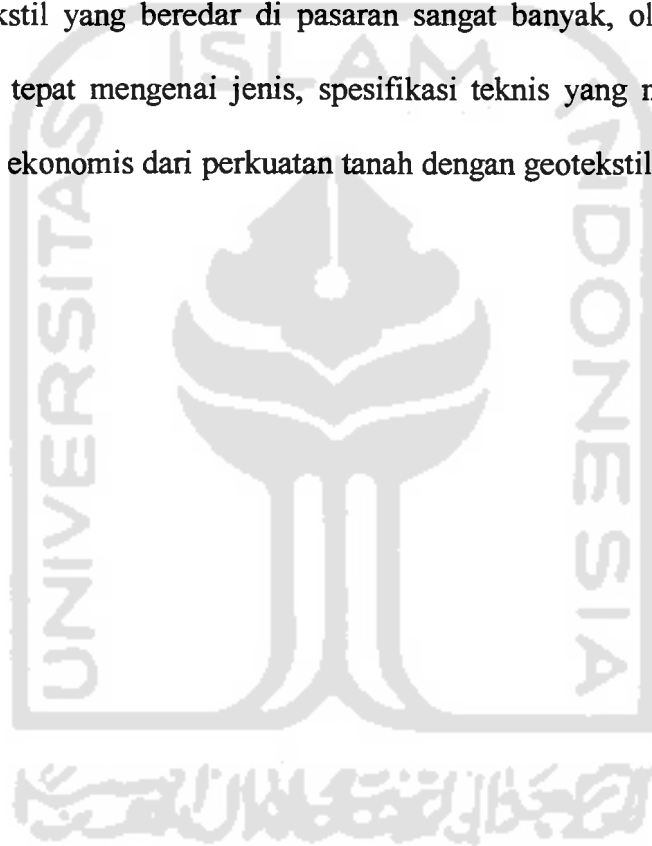 kstil yang beredar di pasaran sangat banyak, ol
tepat mengenai jenis, spesifikasi teknis yang
ekonomis dari perkuatan tanah dengan geotekstil
ISLAM
UNIVERSITAS
INDONESIA